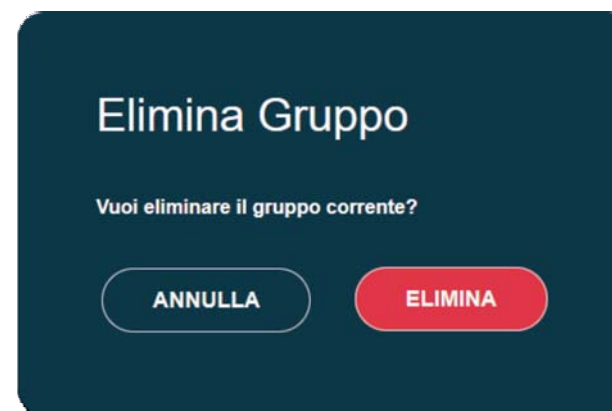 Elimina Gruppo
Vuoi eliminare il gruppo corrente?
ANNULLA
ELIMINA